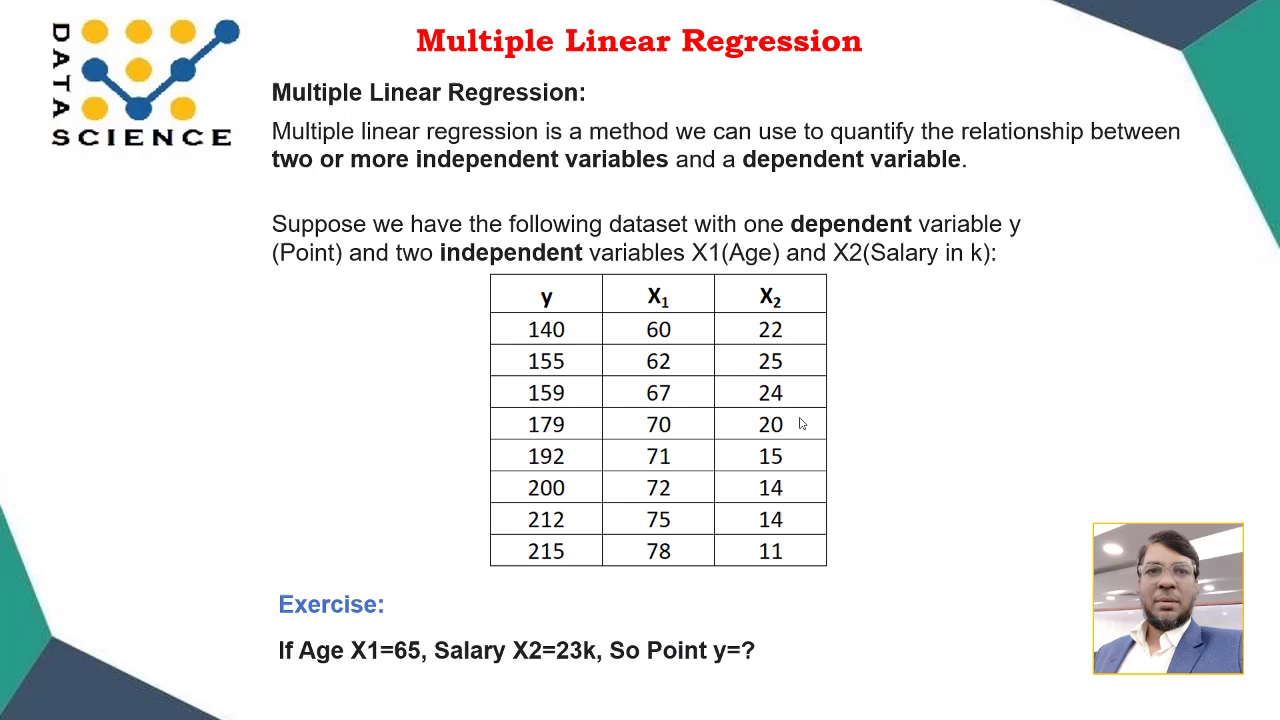 DATA
SCIENCE
Multiple Linear Regression
Multiple Linear Regression:
Multiple linear regression is a method we can use to quantify the relationship between
two or more independent variables and a dependent variable.
Suppose we have the following dataset with one dependent variable y
(Point) and two independent variables X1(Age) and X2(Salary in k):
y X₁ X₂
140 60 22
155 62 25
159 67 24
179 70 20
192 71 15
200 72 14
212 75 14
215 78 11
Exercise:
If Age X1=65, Salary X2=23k, So Point y=?